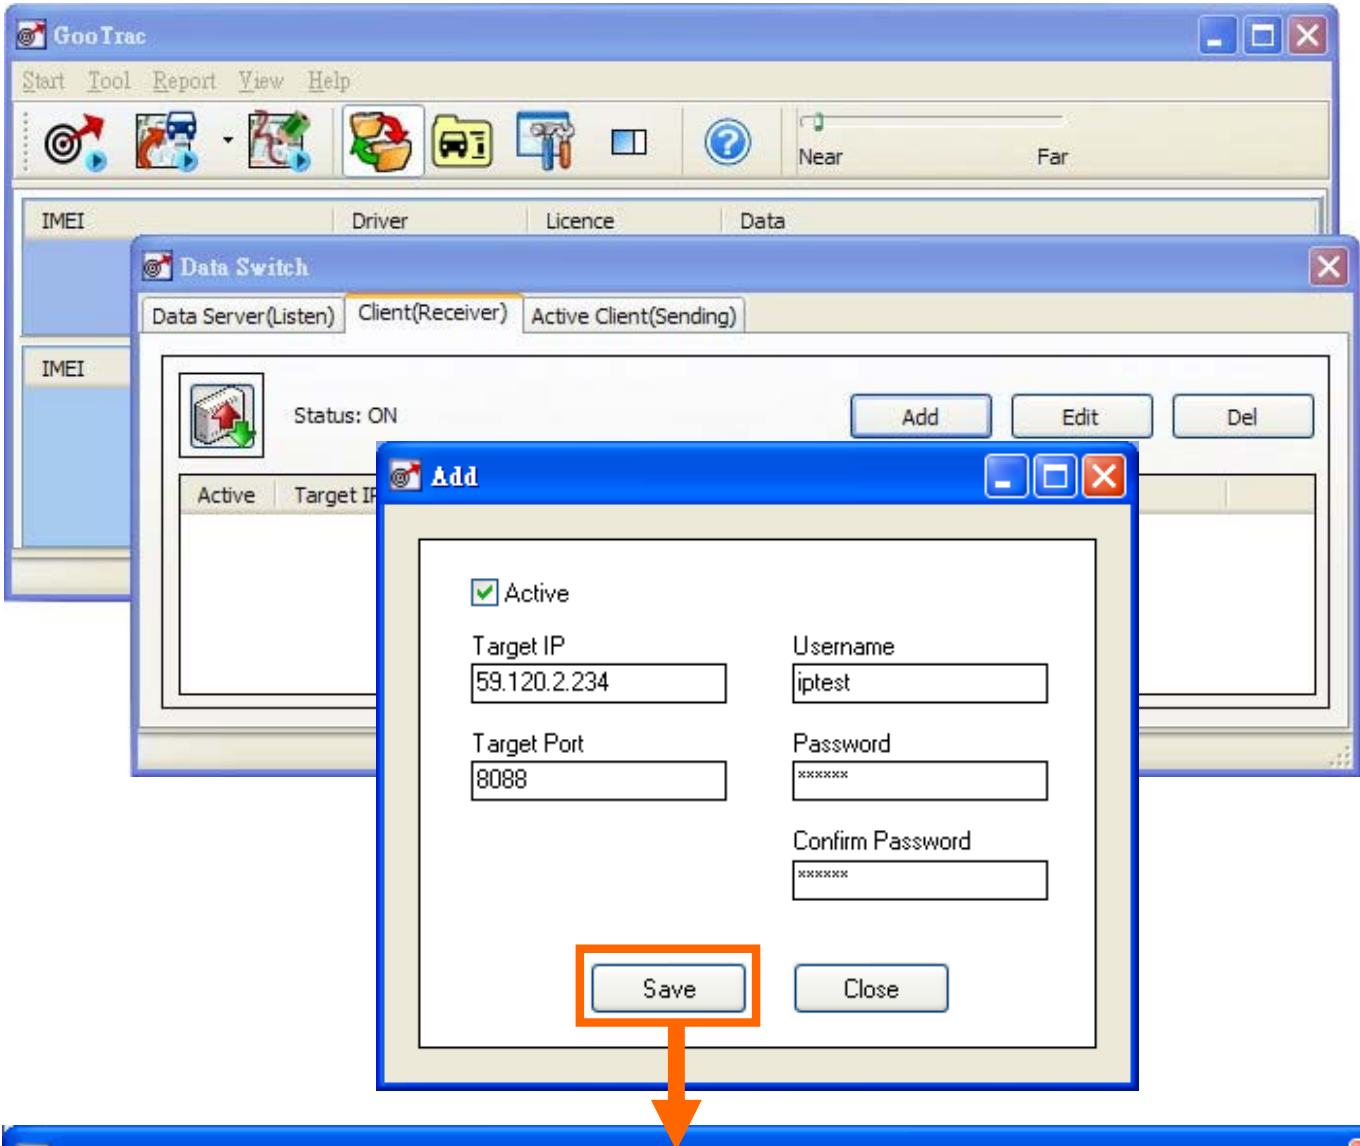 GooTrac
Start Tool Report View Help
Near Far
IMEI Driver Licence Data
Data Switch
Data Server(Listen) Client(Receiver) Active Client(Sending)
IMEI
Status: ON Add Edit Del
Add
Active Target IP
Active
Target IP Username
59.120.2.234 iptest
Target Port Password
8088 ******
Confirm Password
******
Save Close